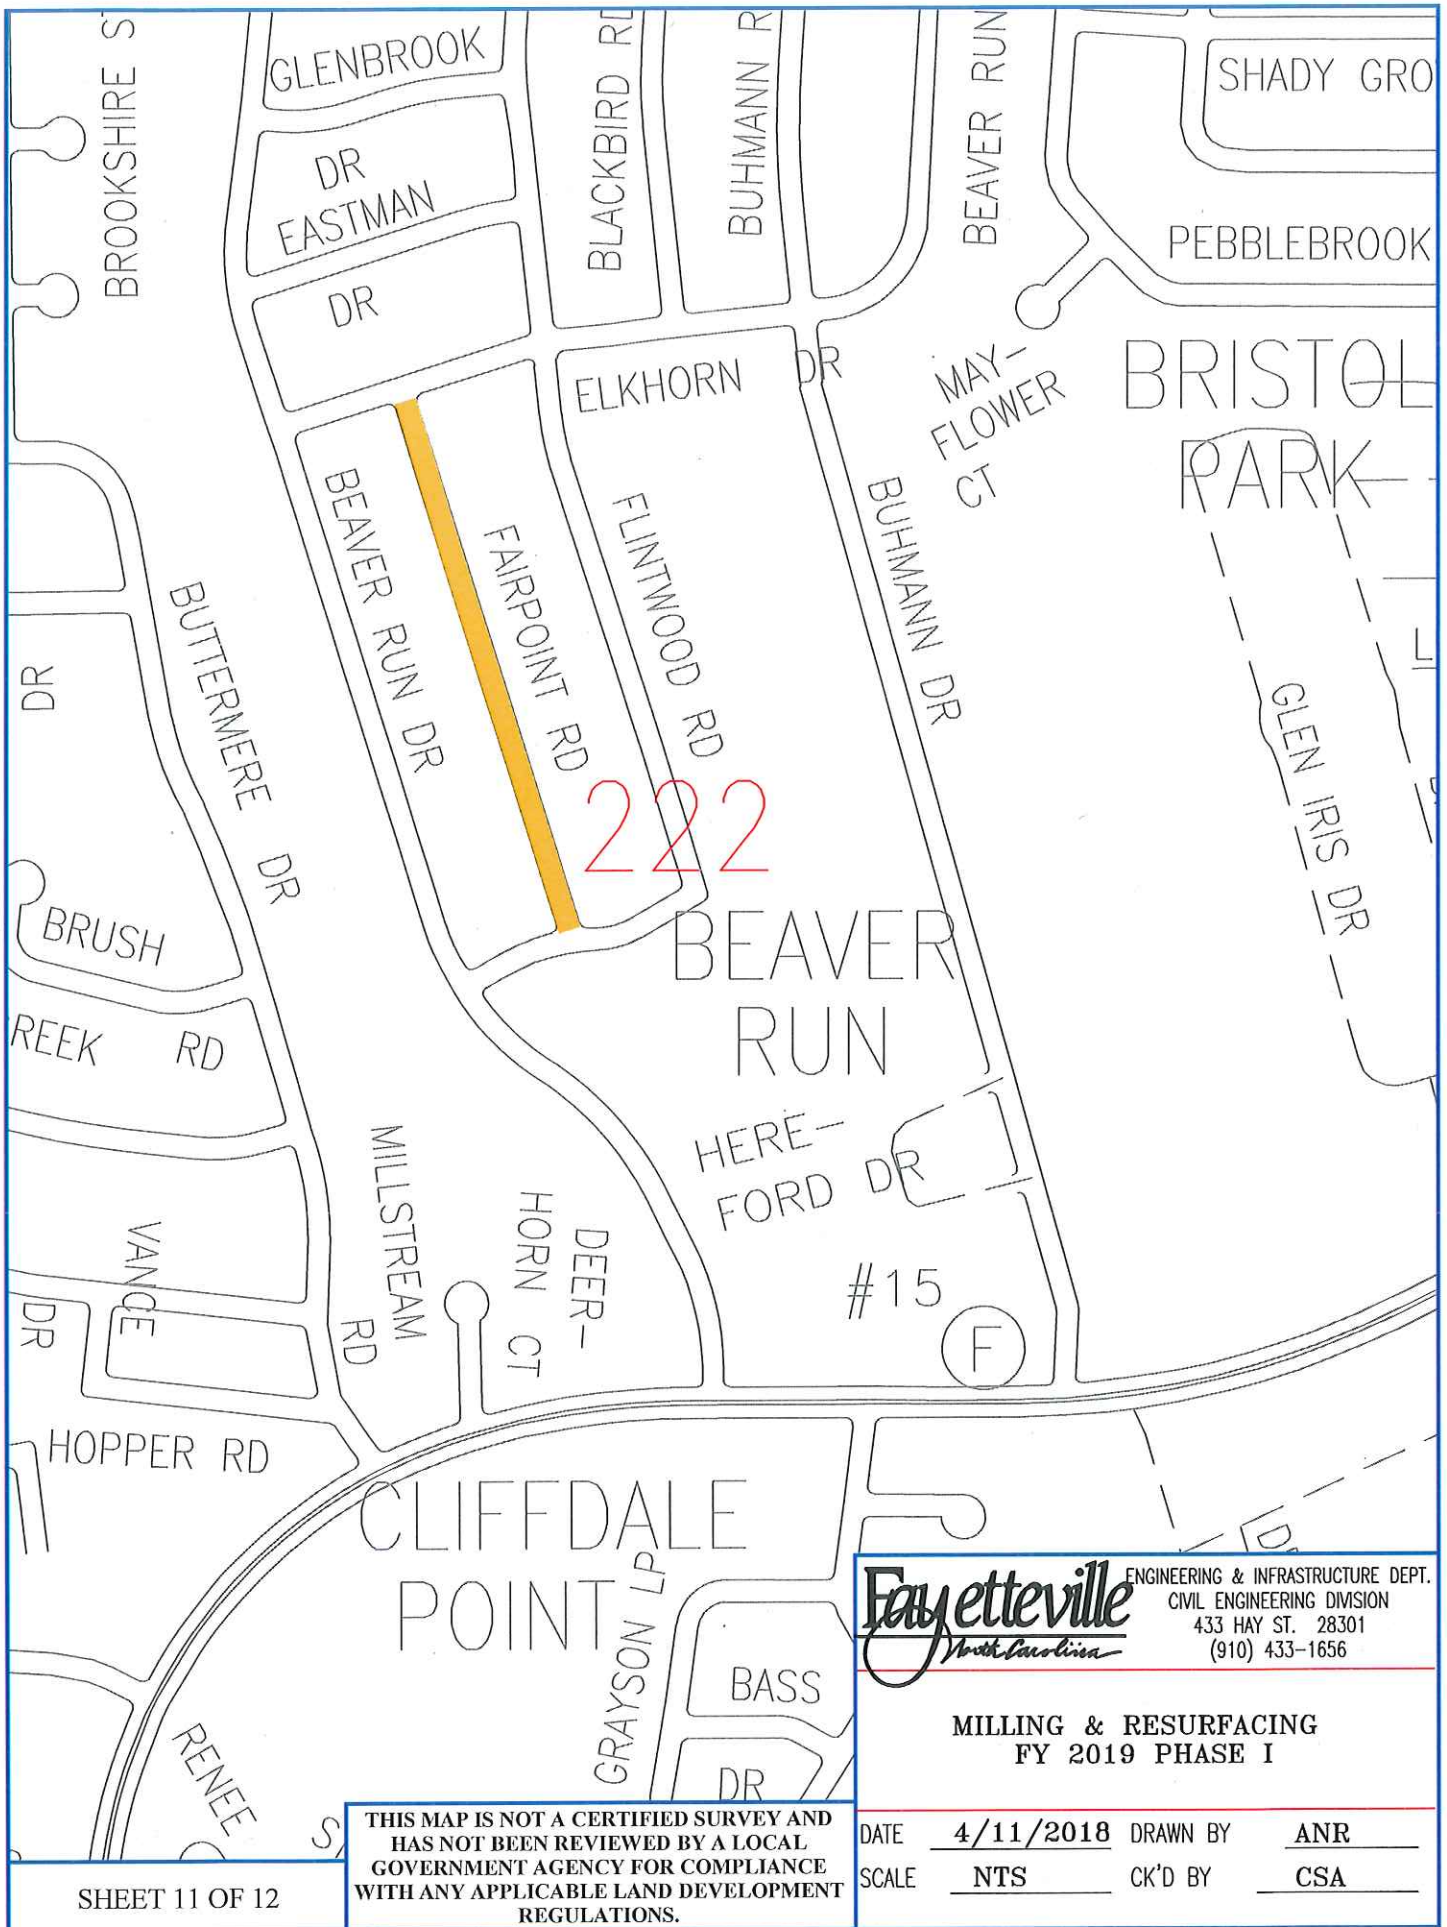 BROOKSHIRE S
GLENBROOK
DR
EASTMAN
DR
BLACKBIRD RD
BUHMANN R
BEAVER RUN
SHADY GRO
PEBBLEBROOK
ELKHORN DR
MAY-
FLOWER
CT
BRISTOL
PARK
BEAVER RUN DR
FAIRPOINT RD
FLINTWOOD RD
BUHMANN DR
BUTTERMERE DR
DR
GLEN IRIS DR
L
222
BEAVER
RUN
BRUSH
REEK RD
HERE-
FORD DR
MILLSTREAM
RD
DEER-
HORN CT
VANCE
DR
#15
F
HOPPER RD
CLIFFDALE
POINT
GRAYSON LP
BASS
DR
RENEE
S
Fayetteville
North Carolina
ENGINEERING & INFRASTRUCTURE DEPT.
CIVIL ENGINEERING DIVISION
433 HAY ST. 28301
(910) 433-1656
MILLING & RESURFACING
FY 2019 PHASE I
DATE 4/11/2018 DRAWN BY ANR
SCALE NTS CK'D BY CSA
THIS MAP IS NOT A CERTIFIED SURVEY AND
HAS NOT BEEN REVIEWED BY A LOCAL
GOVERNMENT AGENCY FOR COMPLIANCE
WITH ANY APPLICABLE LAND DEVELOPMENT
REGULATIONS.
SHEET 11 OF 12